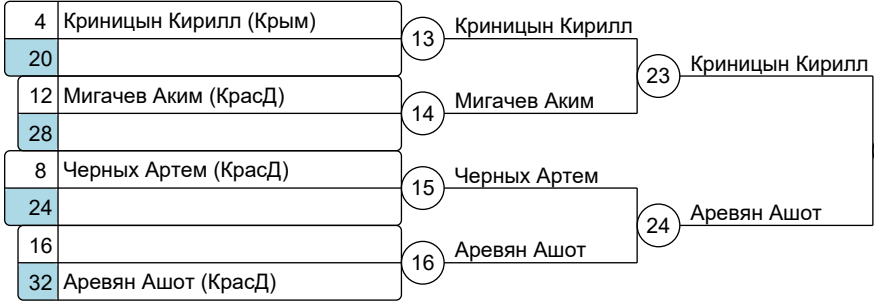 4 Криницын Кирилл (Крым)
20
13 Криницын Кирилл
12 Мигачев Аким (КрасД)
28
14 Мигачев Аким
23 Криницын Кирилл
8 Черных Артем (КрасД)
24
15 Черных Артем
16
32 Аревян Ашот (КрасД)
16 Аревян Ашот
24 Аревян Ашот